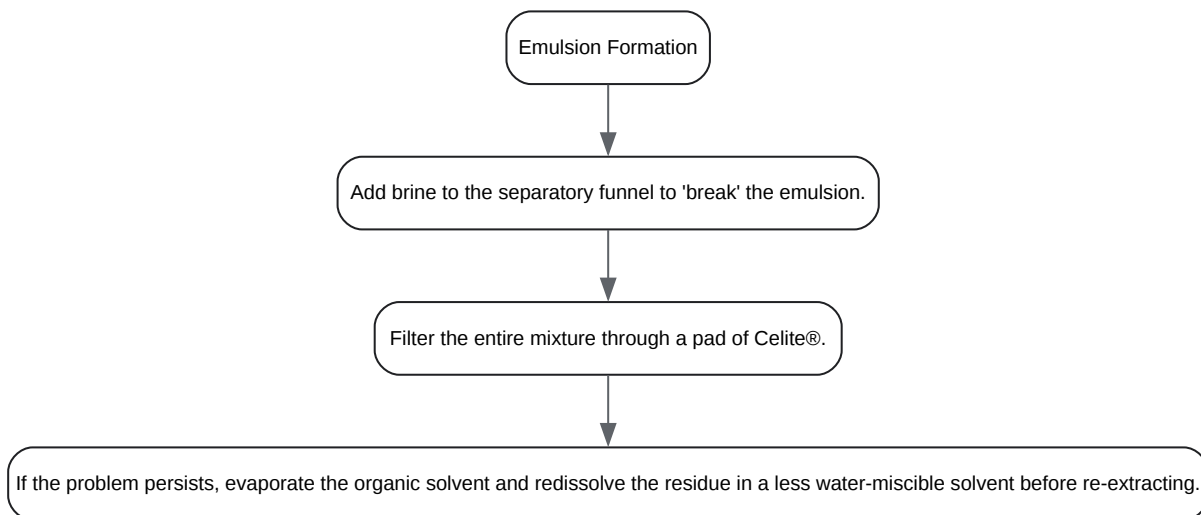 Emulsion Formation
Add brine to the separatory funnel to 'break' the emulsion.
Filter the entire mixture through a pad of Celite®.
If the problem persists, evaporate the organic solvent and redissolve the residue in a less water-miscible solvent before re-extracting.